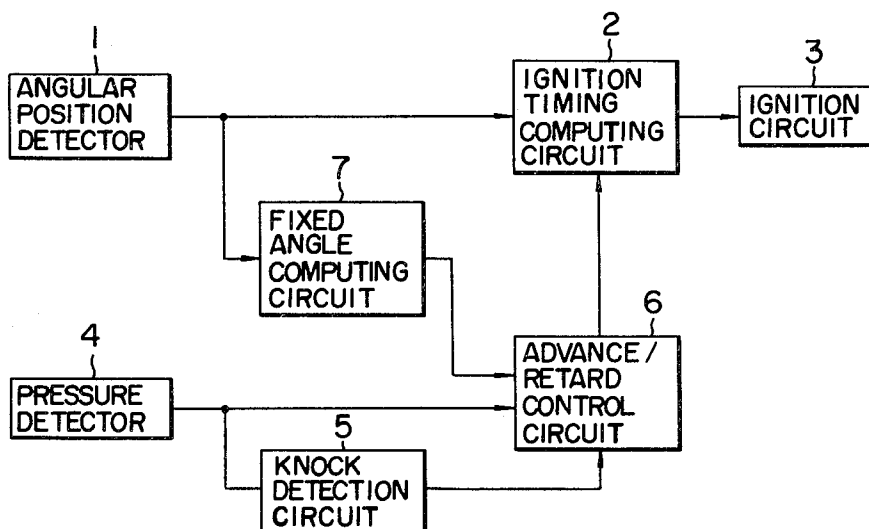 1
ANGULAR
POSITION
DETECTOR
2
IGNITION
TIMING
COMPUTING
CIRCUIT
3
IGNITION
CIRCUIT
7
FIXED
ANGLE
COMPUTING
CIRCUIT
4
PRESSURE
DETECTOR
5
KNOCK
DETECTION
CIRCUIT
6
ADVANCE/
RETARD
CONTROL
CIRCUIT